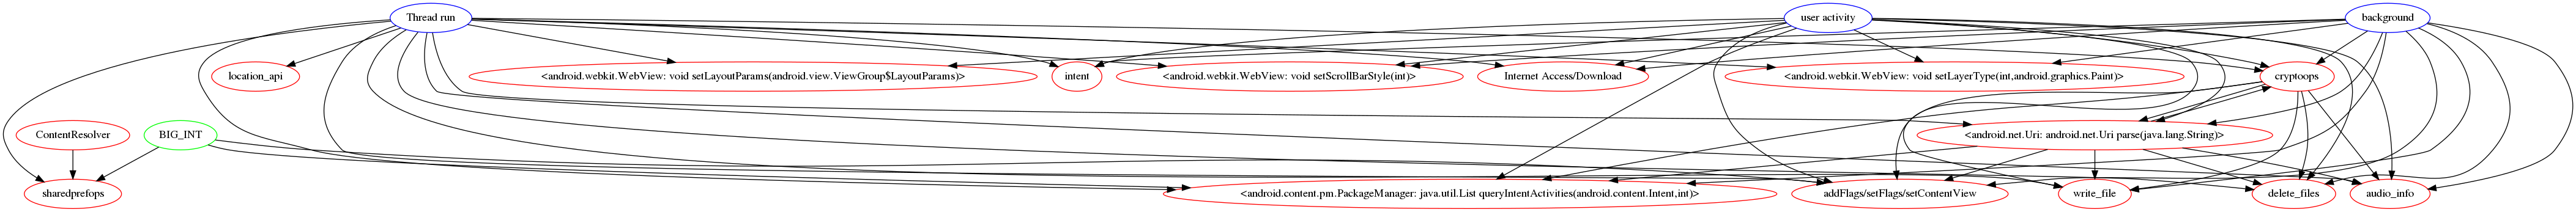 Thread run
user activity
background
location_api
<android.webkit.WebView: void setLayoutParams(android.view.ViewGroup$LayoutParams)>
intent
<android.webkit.WebView: void setScrollBarStyle(int)>
Internet Access/Download
<android.webkit.WebView: void setLayerType(int,android.graphics.Paint)>
cryptoops
ContentResolver
BIG_INT
<android.net.Uri: android.net.Uri parse(java.lang.String)>
sharedprefops
<android.content.pm.PackageManager: java.util.List queryIntentActivities(android.content.Intent,int)>
addFlags/setFlags/setContentView
write_file
delete_files
audio_info